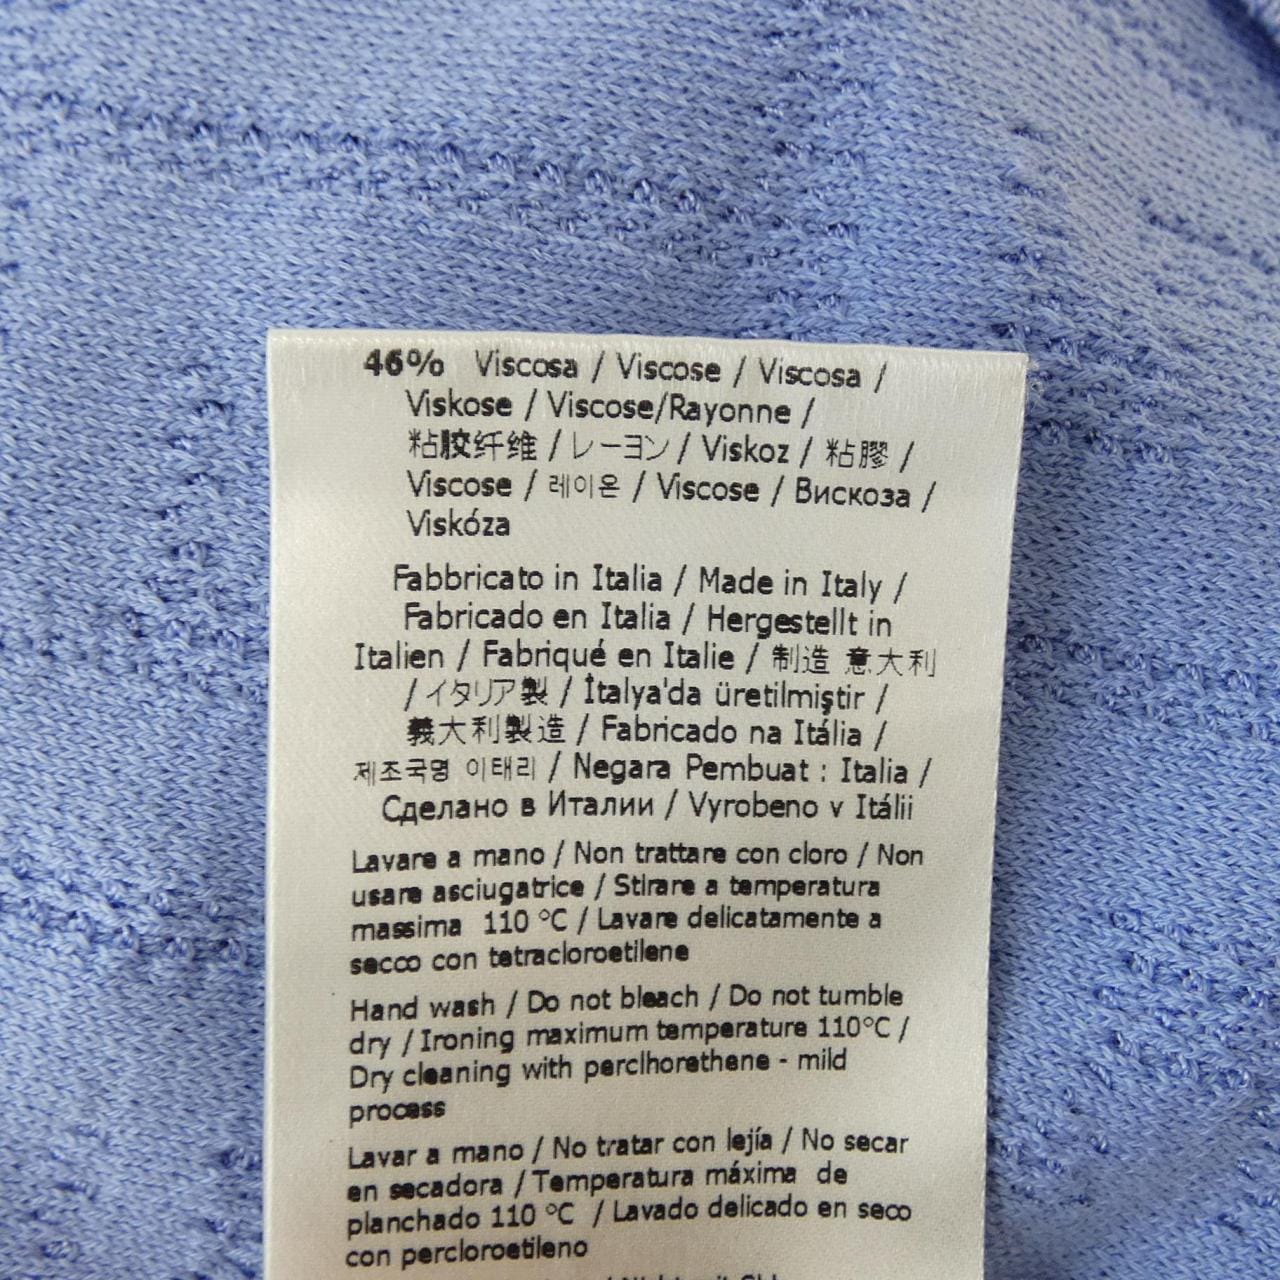 46% Viscosa / Viscose / Viscosa /
Viskose / Viscose/Rayonne /
粘胶纤维 / レーヨン / Viskoz / 粘膠 /
Viscose / 레이온 / Viscose / Вискоза /
Viskóza
Fabbricato in Italia / Made in Italy /
Fabricado en Italia / Hergestellt in
Italien / Fabriqué en Italie / 制造 意大利
/ イタリア製 / İtalya'da üretilmiştir /
義大利製造 / Fabricado na Itália /
제조국명 이태리 / Negara Pembuat : Italia /
Сделано в Италии / Vyrobeno v Itálii
Lavare a mano / Non trattare con cloro / Non
usare asciugatrice / Stirare a temperatura
massima 110 °C / Lavare delicatamente a
secco con tetracloroetilene
Hand wash / Do not bleach / Do not tumble
dry / Ironing maximum temperature 110°C /
Dry cleaning with perclhorethene - mild
process
Lavar a mano / No tratar con lejía / No secar
en secadora / Temperatura máxima de
planchado 110 °C / Lavado delicado en seco
con percloroetileno